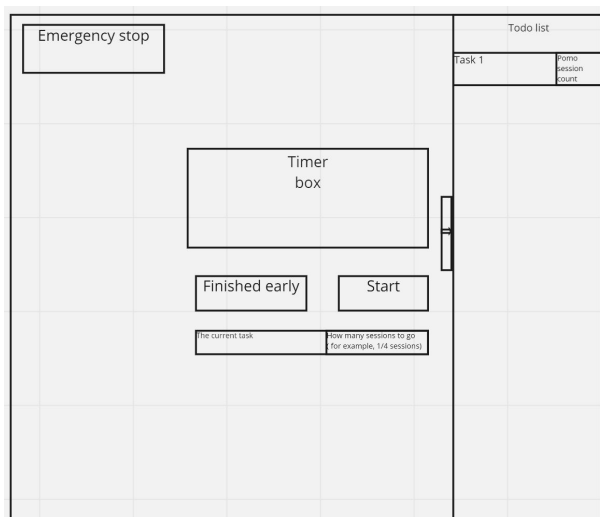 Emergency stop
Todo list
Task 1
Pomo
session
count
Timer
box
Finished early
Start
The current task
How many sessions to go
( for example, 1/4 sessions)